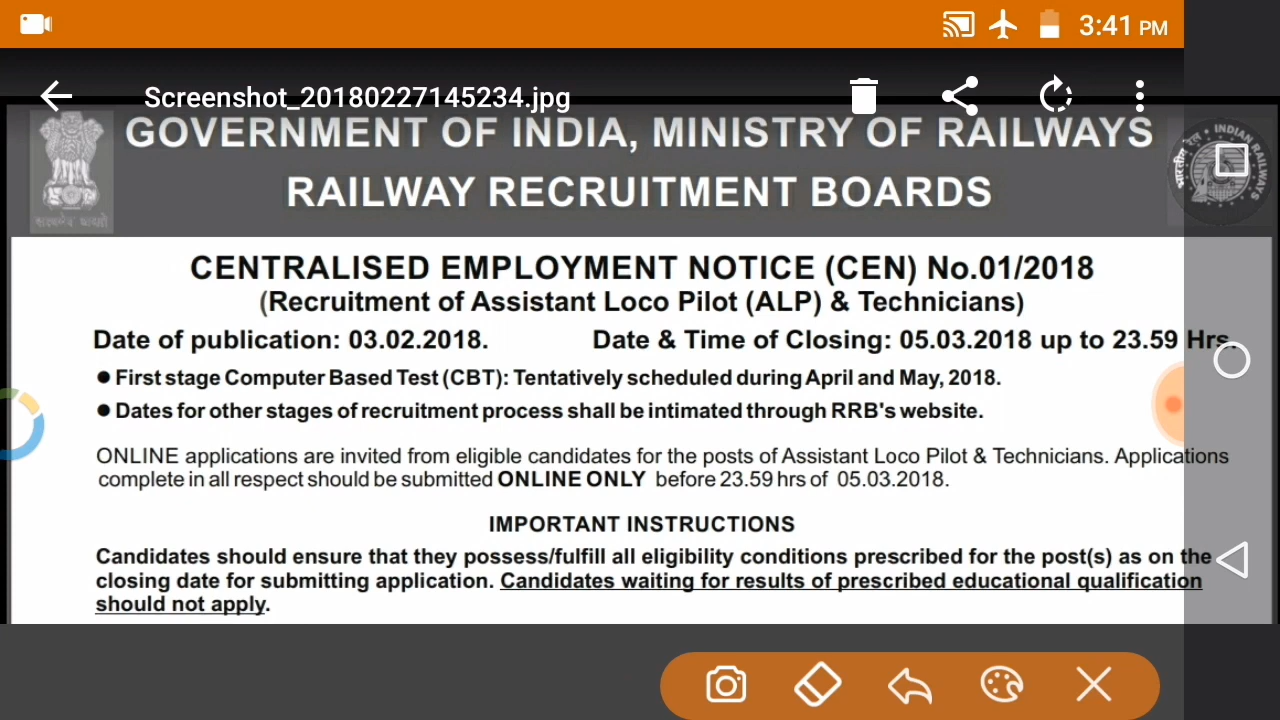 3:41 PM
Screenshot_20180227145234.jpg
GOVERNMENT OF INDIA, MINISTRY OF RAILWAYS
RAILWAY RECRUITMENT BOARDS
INDIAN RAILWAYS
CENTRALISED EMPLOYMENT NOTICE (CEN) No.01/2018
(Recruitment of Assistant Loco Pilot (ALP) & Technicians)
Date of publication: 03.02.2018. Date & Time of Closing: 05.03.2018 up to 23.59 Hrs.
● First stage Computer Based Test (CBT): Tentatively scheduled during April and May, 2018.
● Dates for other stages of recruitment process shall be intimated through RRB's website.
ONLINE applications are invited from eligible candidates for the posts of Assistant Loco Pilot & Technicians. Applications
complete in all respect should be submitted ONLINE ONLY before 23.59 hrs of 05.03.2018.
IMPORTANT INSTRUCTIONS
Candidates should ensure that they possess/fulfill all eligibility conditions prescribed for the post(s) as on the
closing date for submitting application. Candidates waiting for results of prescribed educational qualification
should not apply.